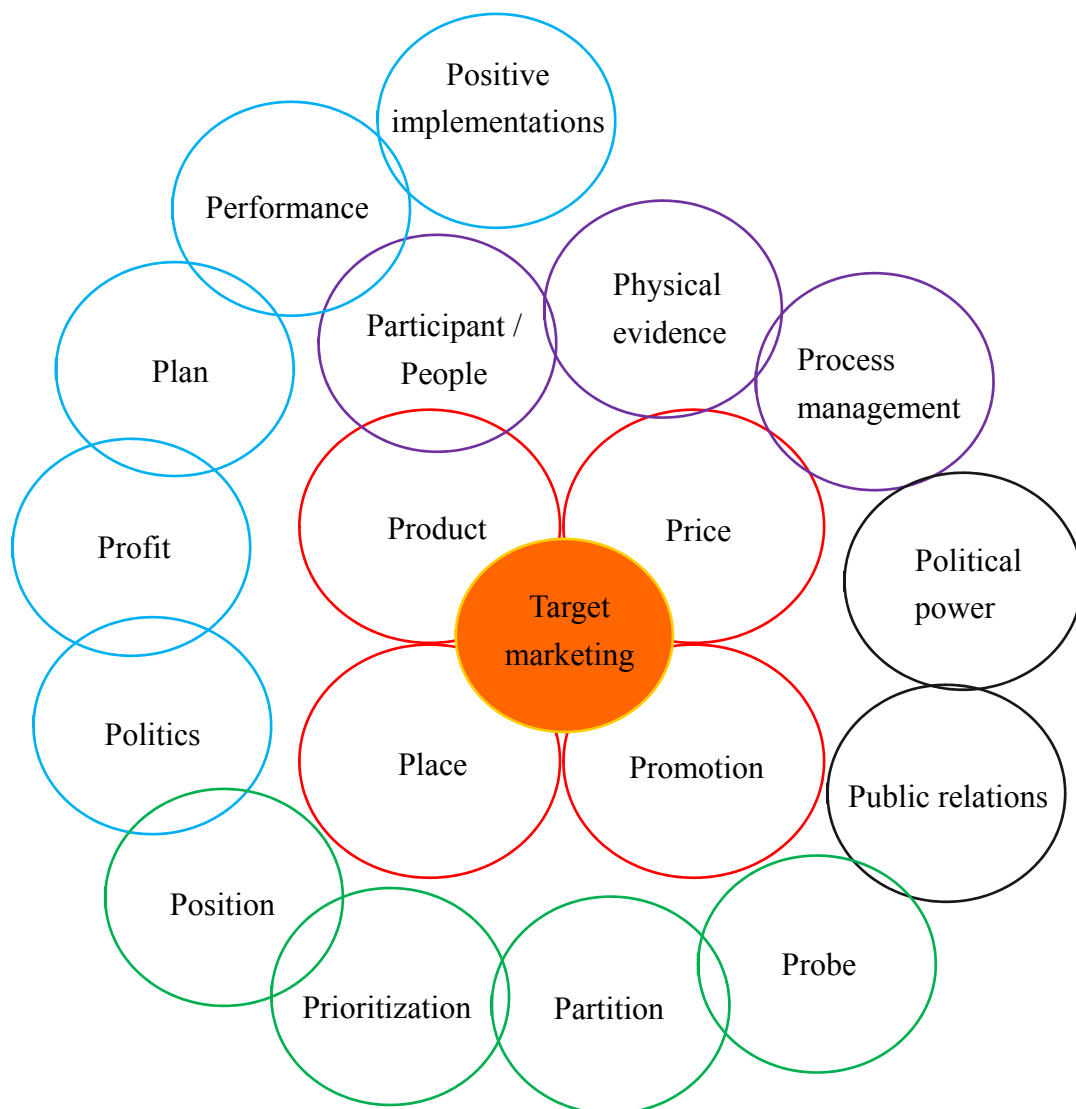 Positive
implementations
Performance
Physical
evidence
Participant /
People
Process
management
Plan
Product
Price
Profit
Political
power
Target
marketing
Politics
Place
Promotion
Public relations
Position
Probe
Prioritization
Partition